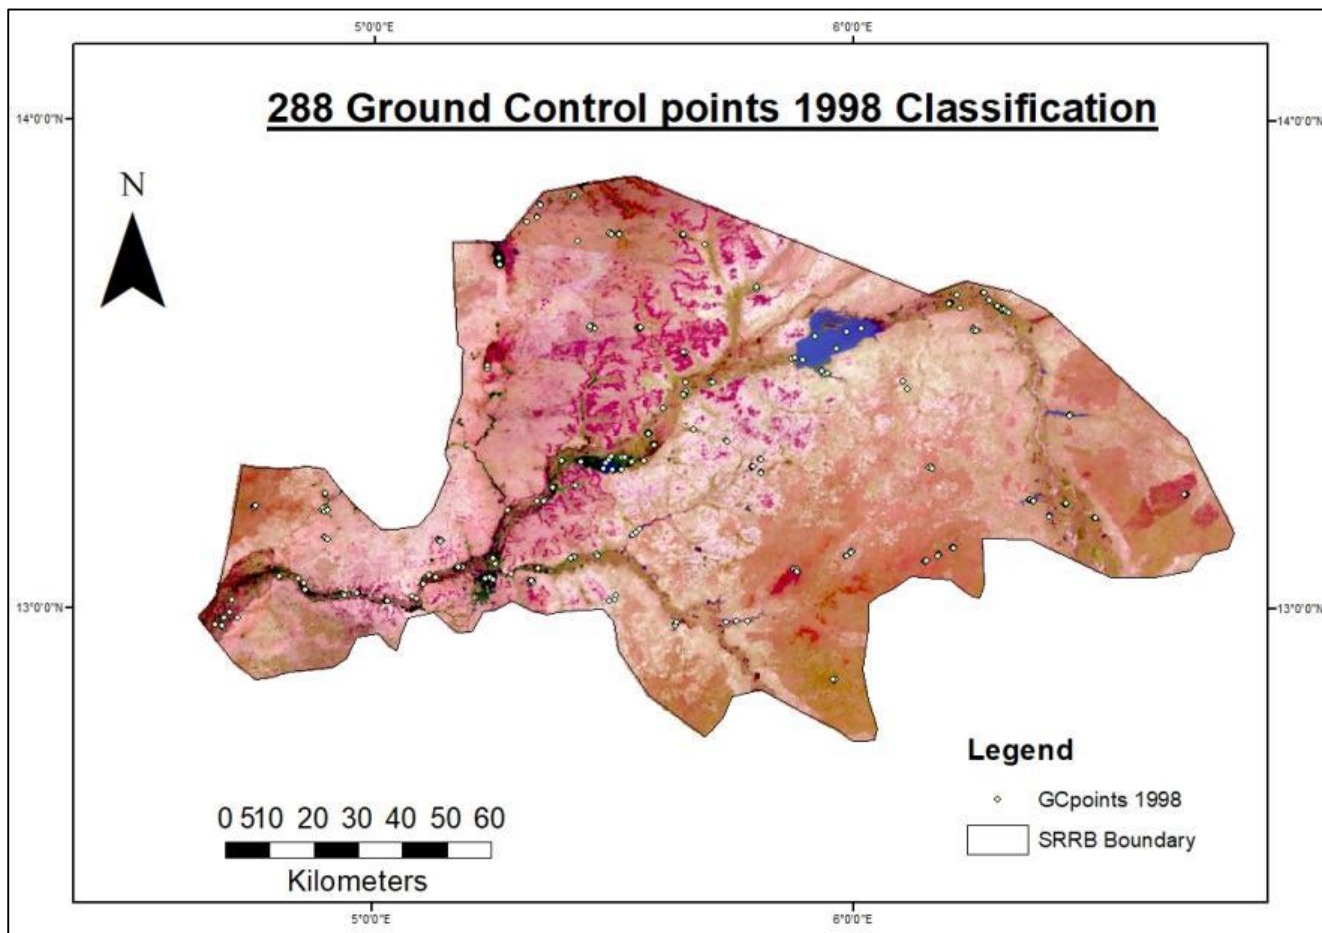 5°0'0"E 6°0'0"E
288 Ground Control points 1998 Classification
14°0'0"N 14°0'0"N
N
13°0'0"N 13°0'0"N
Legend
GCpoints 1998
SRRB Boundary
0 510 20 30 40 50 60
Kilometers
5°0'0"E 6°0'0"E